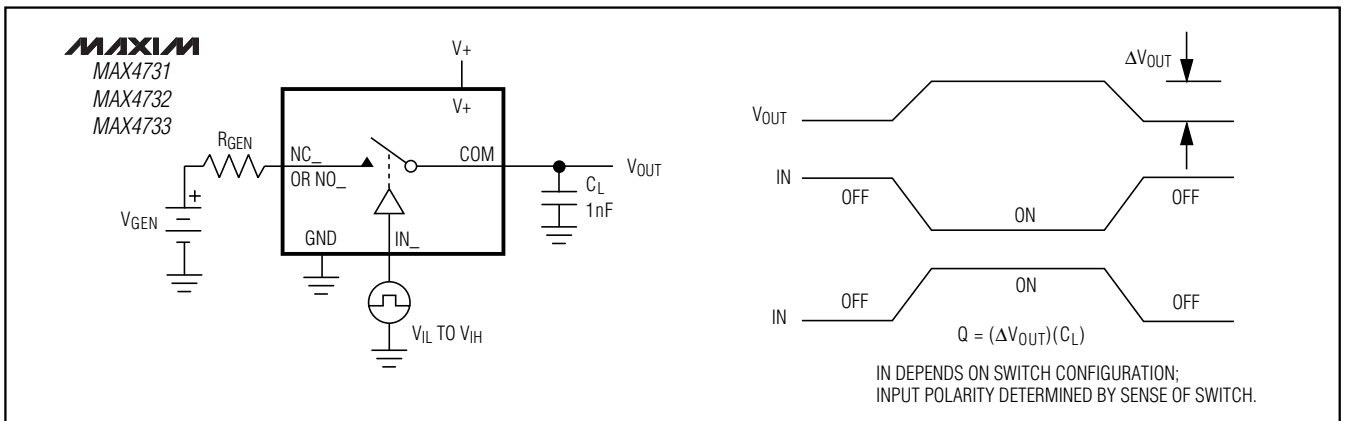 MAXIM
MAX4731
MAX4732
MAX4733
V+
V+
RGEN
NC_
OR NO_
COM
VOUT
CL
1nF
VGEN
+
GND
IN_
VIL TO VIH
ΔVOUT
VOUT
IN
OFF
ON
OFF
IN
OFF
ON
OFF
Q = (ΔVOUT)(CL)
IN DEPENDS ON SWITCH CONFIGURATION;
INPUT POLARITY DETERMINED BY SENSE OF SWITCH.